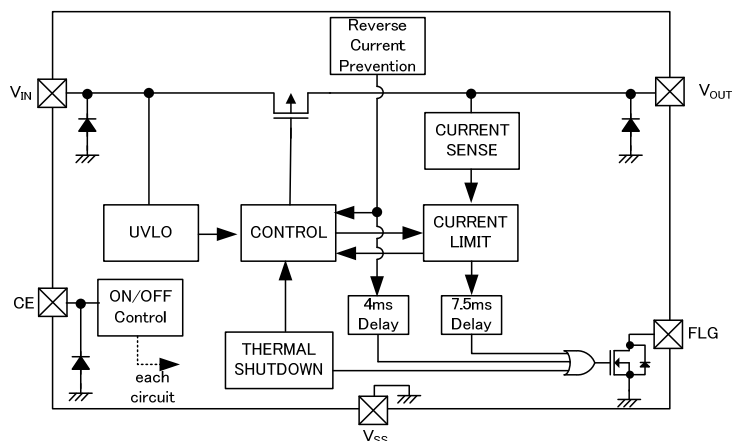 Reverse
Current
Prevention
VIN
VOUT
CURRENT
SENSE
UVLO
CONTROL
CURRENT
LIMIT
CE
ON/OFF
Control
4ms
Delay
7.5ms
Delay
FLG
each
circuit
THERMAL
SHUTDOWN
VSS